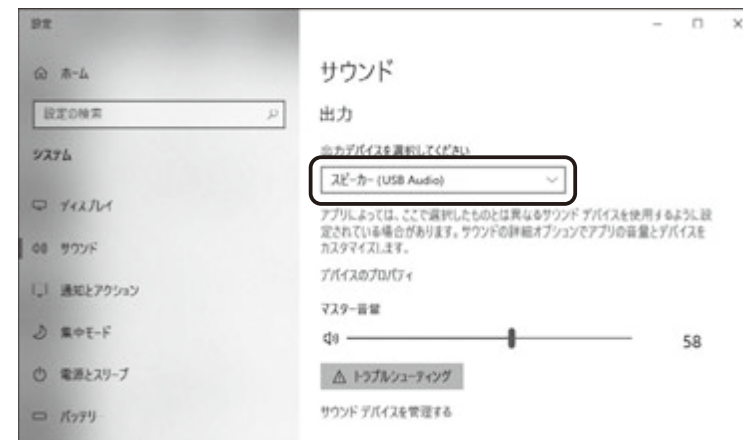 設定
ホーム
設定の検索
システム
ディスプレイ
サウンド
通知とアクション
集中モード
電源とスリープ
バッテリ
サウンド
出力
出力デバイスを選択してください
スピーカー (USB Audio)
アプリによっては、ここで選択したものとは異なるサウンド デバイスを使用するように設
定されている場合があります。サウンドの詳細オプションでアプリの音量とデバイスを
カスタマイズします。
デバイスのプロパティ
マスター音量
58
トラブルシューティング
サウンド デバイスを管理する